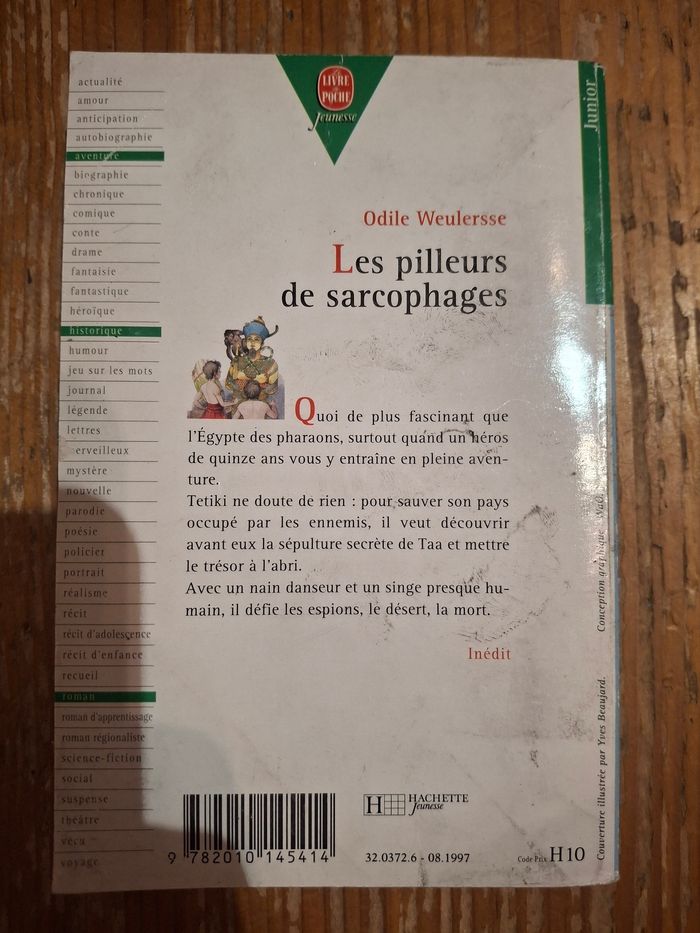 LE
LIVRE
DE
POCHE
Jeunesse
Junior
actualité
amour
anticipation
autobiographie
aventure
biographie
chronique
comique
conte
drame
fantaisie
fantastique
héroïque
historique
humour
jeu sur les mots
journal
légende
lettres
erveilleux
mystère
nouvelle
parodie
poésie
policier
portrait
réalisme
récit
récit d'adolescence
récit d'enfance
recueil
roman
roman d'apprentissage
roman régionaliste
science-fiction
social
suspense
théâtre
vécu
voyage
Odile Weulersse
Les pilleurs
de sarcophages
Quoi de plus fascinant que
l'Égypte des pharaons, surtout quand un héros
de quinze ans vous y entraîne en pleine aven-
ture.
Tetiki ne doute de rien : pour sauver son pays
occupé par les ennemis, il veut découvrir
avant eux la sépulture secrète de Taa et mettre
le trésor à l'abri.
Avec un nain danseur et un singe presque hu-
main, il défie les espions, le désert, la mort.
Inédit
9 782010 145414
H HACHETTE
Jeunesse
32.0372.6 - 08.1997
Code Prix H 10
Couverture illustrée par Yves Beaujard.
Conception graphique :